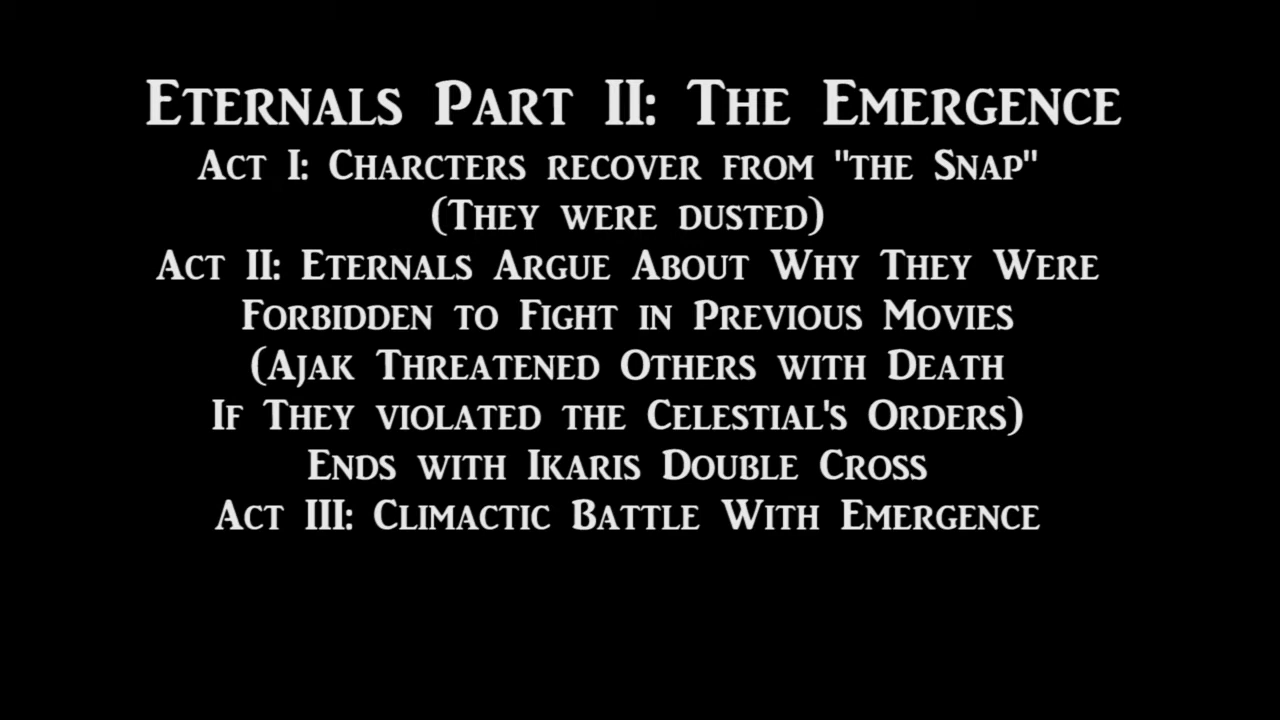 Eternals Part II: The Emergence
Act I: Charcters recover from "the Snap"
(They were dusted)
Act II: Eternals Argue About Why They Were
Forbidden to Fight in Previous Movies
(Ajak Threatened Others with Death
If They violated the Celestial's Orders)
Ends with Ikaris Double Cross
Act III: Climactic Battle With Emergence